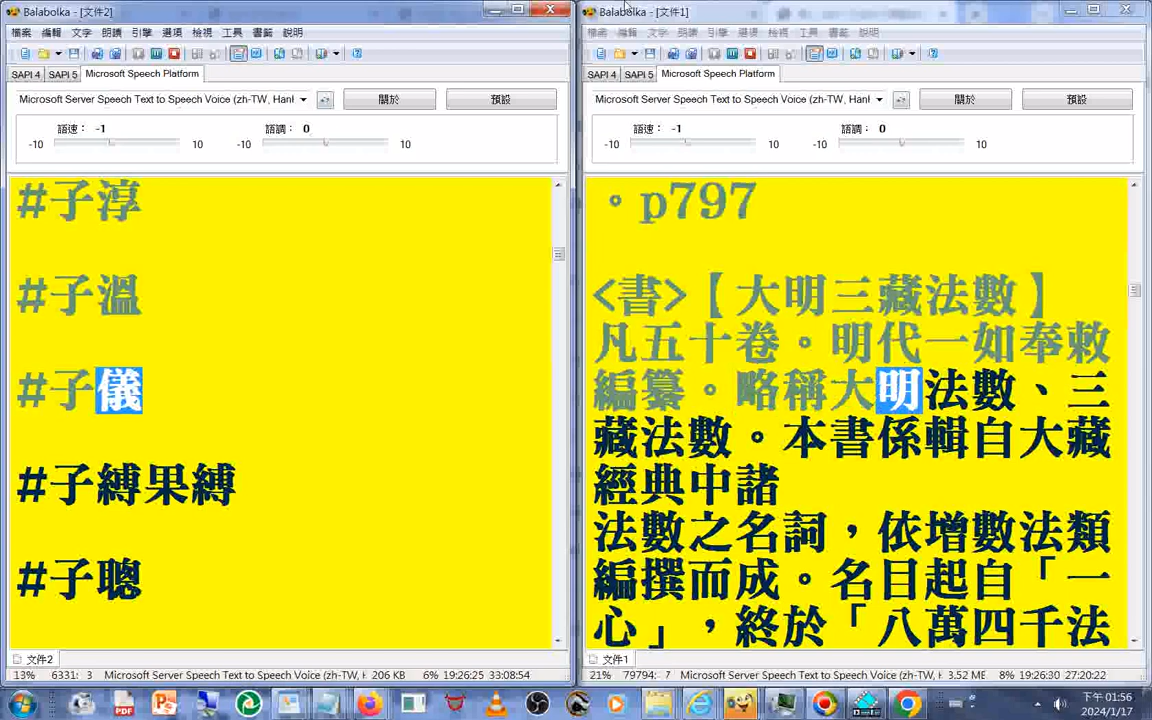 Balabolka - [文件2]
檔案 編輯 文字 朗讀 引擎 選項 檢視 工具 書籤 說明
SAPI 4 SAPI 5 Microsoft Speech Platform
Microsoft Server Speech Text to Speech Voice (zh-TW, Hanl
關於 預設
語速： -1 語調： 0
-10 10 -10 10
#子淳
#子溫
#子儀
#子縛果縛
#子聰
文件2
13% 6331: 3 Microsoft Server Speech Text to Speech Voice (zh-TW, H 206 KB 6% 19:26:25 33:08:54
Balabolka - [文件1]
檔案 編輯 文字 朗讀 引擎 選項 檢視 工具 書籤 說明
SAPI 4 SAPI 5 Microsoft Speech Platform
Microsoft Server Speech Text to Speech Voice (zh-TW, Hanl
關於 預設
語速： -1 語調： 0
-10 10 -10 10
。p797
<書>【大明三藏法數】
凡五十卷。明代一如奉敕
編纂。略稱大明法數、三
藏法數。本書係輯自大藏
經典中諸
法數之名詞，依增數法類
編撰而成。名目起自「一
心」，終於「八萬四千法
文件1
21% 79794: 7 Microsoft Server Speech Text to Speech Voice (zh-TW, H 3.52 ME 8% 19:26:30 27:20:22
下午 01:56
2024/1/17